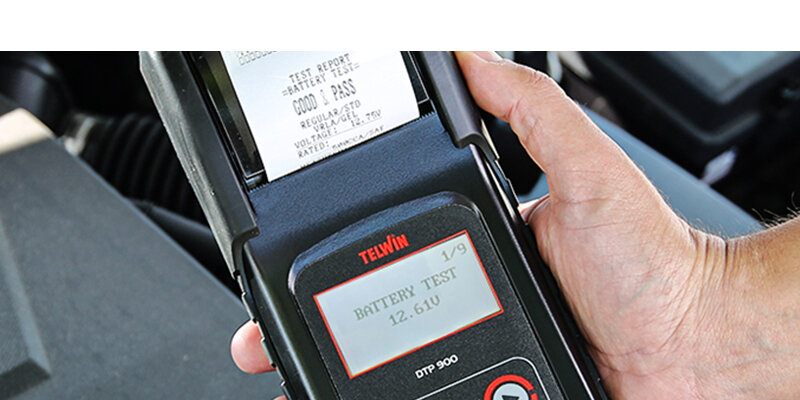 TEST REPORT
=BATTERY TEST=
GOOD & PASS
REGULAR/STD
VRLA/GEL
VOLTAGE: 12.75V
RATED:
TELWIN
1/9
BATTERY TEST
12.61V
DTP 900